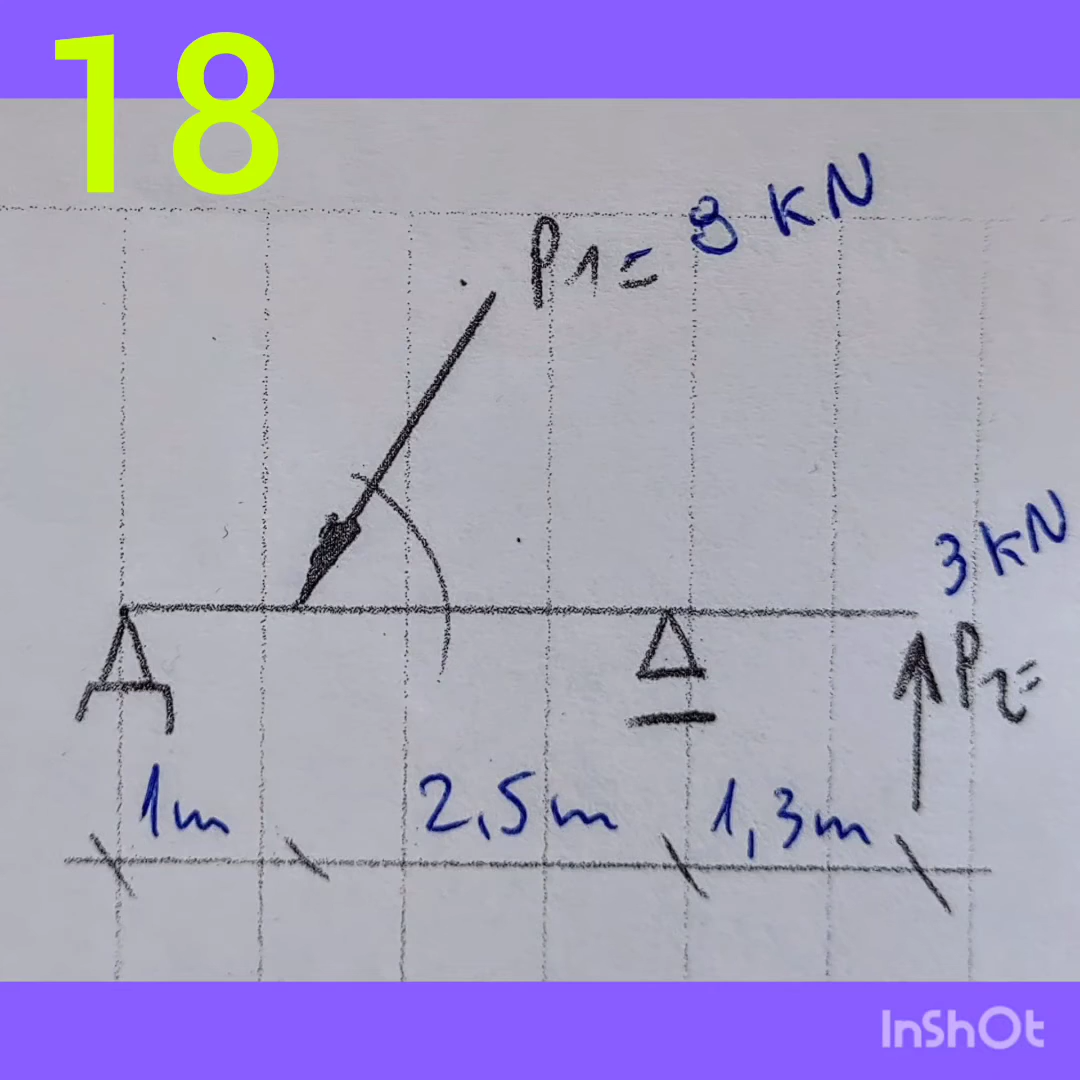 18
P1 = 8 kN
3 kN
P2 =
1m 2,5m 1,3m
InShOt